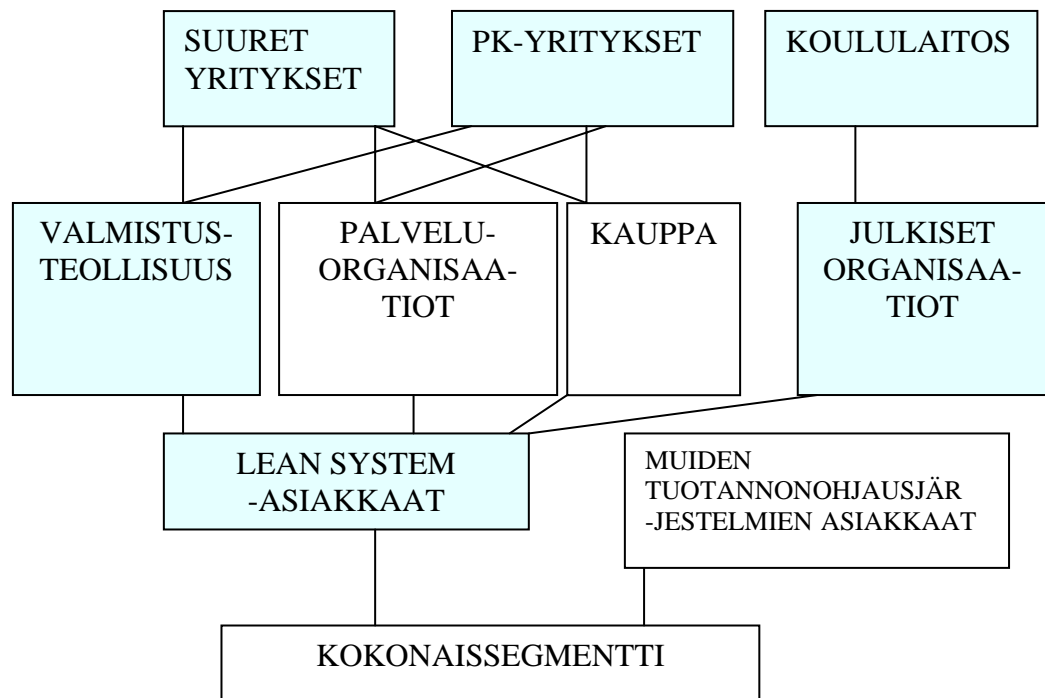 SUURET
YRITYKSET
PK-YRITYKSET
KOULULAITOS
VALMISTUS-
TEOLLISUUS
PALVELU-
ORGANISAA-
TIOT
KAUPPA
JULKISET
ORGANISAA-
TIOT
LEAN SYSTEM
-ASIAKKAAT
MUIDEN
TUOTANNONOHJAUSJÄR
-JESTELMIEN ASIAKKAAT
KOKONAISSEGMENTTI